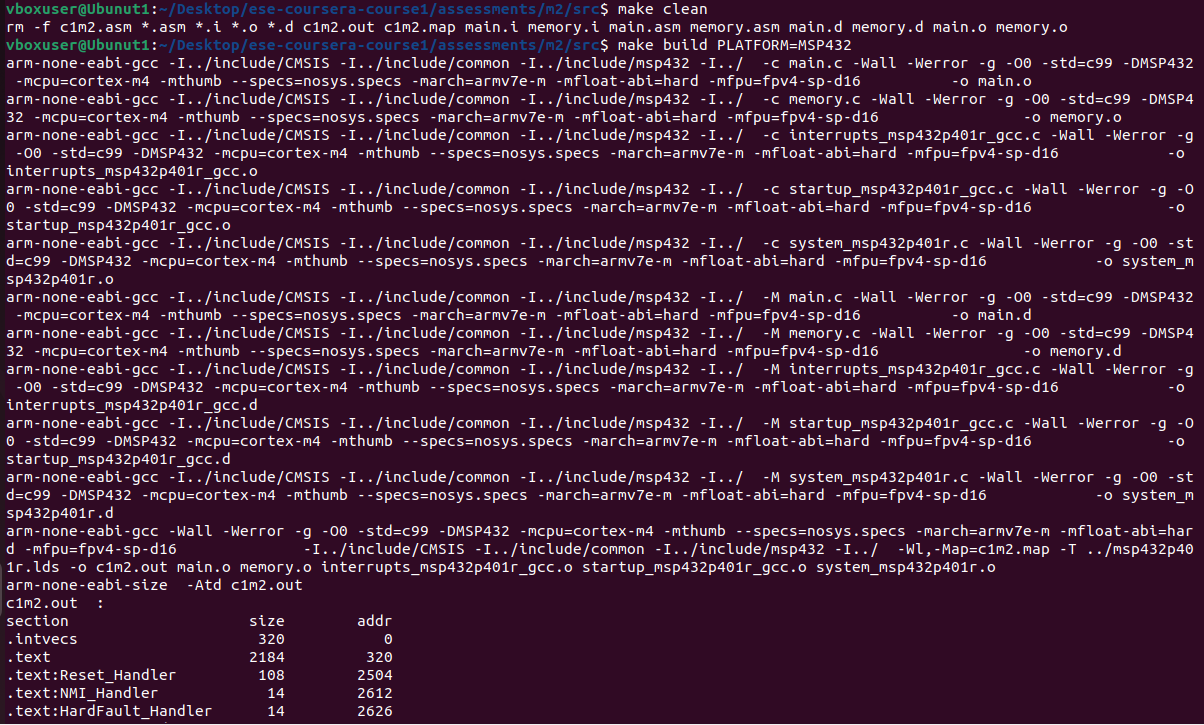 vboxuser@Ubunut1:~/Desktop/ese-coursera-course1/assessments/m2/src$ make clean
rm -f c1m2.asm *.asm *.i *.o *.d c1m2.out c1m2.map main.i memory.i main.asm memory.asm main.d memory.d main.o memory.o
vboxuser@Ubunut1:~/Desktop/ese-coursera-course1/assessments/m2/src$ make build PLATFORM=MSP432
arm-none-eabi-gcc -I../include/CMSIS -I../include/common -I../include/msp432 -I../  -c main.c -Wall -Werror -g -O0 -std=c99 -DMSP432
 -mcpu=cortex-m4 -mthumb --specs=nosys.specs -march=armv7e-m -mfloat-abi=hard -mfpu=fpv4-sp-d16          -o main.o
arm-none-eabi-gcc -I../include/CMSIS -I../include/common -I../include/msp432 -I../  -c memory.c -Wall -Werror -g -O0 -std=c99 -DMSP4
32 -mcpu=cortex-m4 -mthumb --specs=nosys.specs -march=armv7e-m -mfloat-abi=hard -mfpu=fpv4-sp-d16                -o memory.o
arm-none-eabi-gcc -I../include/CMSIS -I../include/common -I../include/msp432 -I../  -c interrupts_msp432p401r_gcc.c -Wall -Werror -g
 -O0 -std=c99 -DMSP432 -mcpu=cortex-m4 -mthumb --specs=nosys.specs -march=armv7e-m -mfloat-abi=hard -mfpu=fpv4-sp-d16            -o
interrupts_msp432p401r_gcc.o
arm-none-eabi-gcc -I../include/CMSIS -I../include/common -I../include/msp432 -I../  -c startup_msp432p401r_gcc.c -Wall -Werror -g -O
0 -std=c99 -DMSP432 -mcpu=cortex-m4 -mthumb --specs=nosys.specs -march=armv7e-m -mfloat-abi=hard -mfpu=fpv4-sp-d16               -o
startup_msp432p401r_gcc.o
arm-none-eabi-gcc -I../include/CMSIS -I../include/common -I../include/msp432 -I../  -c system_msp432p401r.c -Wall -Werror -g -O0 -st
d=c99 -DMSP432 -mcpu=cortex-m4 -mthumb --specs=nosys.specs -march=armv7e-m -mfloat-abi=hard -mfpu=fpv4-sp-d16            -o system_m
sp432p401r.o
arm-none-eabi-gcc -I../include/CMSIS -I../include/common -I../include/msp432 -I../  -M main.c -Wall -Werror -g -O0 -std=c99 -DMSP432
 -mcpu=cortex-m4 -mthumb --specs=nosys.specs -march=armv7e-m -mfloat-abi=hard -mfpu=fpv4-sp-d16          -o main.d
arm-none-eabi-gcc -I../include/CMSIS -I../include/common -I../include/msp432 -I../  -M memory.c -Wall -Werror -g -O0 -std=c99 -DMSP4
32 -mcpu=cortex-m4 -mthumb --specs=nosys.specs -march=armv7e-m -mfloat-abi=hard -mfpu=fpv4-sp-d16                -o memory.d
arm-none-eabi-gcc -I../include/CMSIS -I../include/common -I../include/msp432 -I../  -M interrupts_msp432p401r_gcc.c -Wall -Werror -g
 -O0 -std=c99 -DMSP432 -mcpu=cortex-m4 -mthumb --specs=nosys.specs -march=armv7e-m -mfloat-abi=hard -mfpu=fpv4-sp-d16            -o
interrupts_msp432p401r_gcc.d
arm-none-eabi-gcc -I../include/CMSIS -I../include/common -I../include/msp432 -I../  -M startup_msp432p401r_gcc.c -Wall -Werror -g -O
0 -std=c99 -DMSP432 -mcpu=cortex-m4 -mthumb --specs=nosys.specs -march=armv7e-m -mfloat-abi=hard -mfpu=fpv4-sp-d16               -o
startup_msp432p401r_gcc.d
arm-none-eabi-gcc -I../include/CMSIS -I../include/common -I../include/msp432 -I../  -M system_msp432p401r.c -Wall -Werror -g -O0 -st
d=c99 -DMSP432 -mcpu=cortex-m4 -mthumb --specs=nosys.specs -march=armv7e-m -mfloat-abi=hard -mfpu=fpv4-sp-d16            -o system_m
sp432p401r.d
arm-none-eabi-gcc -Wall -Werror -g -O0 -std=c99 -DMSP432 -mcpu=cortex-m4 -mthumb --specs=nosys.specs -march=armv7e-m -mfloat-abi=har
d -mfpu=fpv4-sp-d16              -I../include/CMSIS -I../include/common -I../include/msp432 -I../  -Wl,-Map=c1m2.map -T ../msp432p40
1r.lds -o c1m2.out main.o memory.o interrupts_msp432p401r_gcc.o startup_msp432p401r_gcc.o system_msp432p401r.o
arm-none-eabi-size  -Atd c1m2.out
c1m2.out  :
section                    size        addr
.intvecs                    320           0
.text                      2184         320
.text:Reset_Handler         108        2504
.text:NMI_Handler            14        2612
.text:HardFault_Handler      14        2626